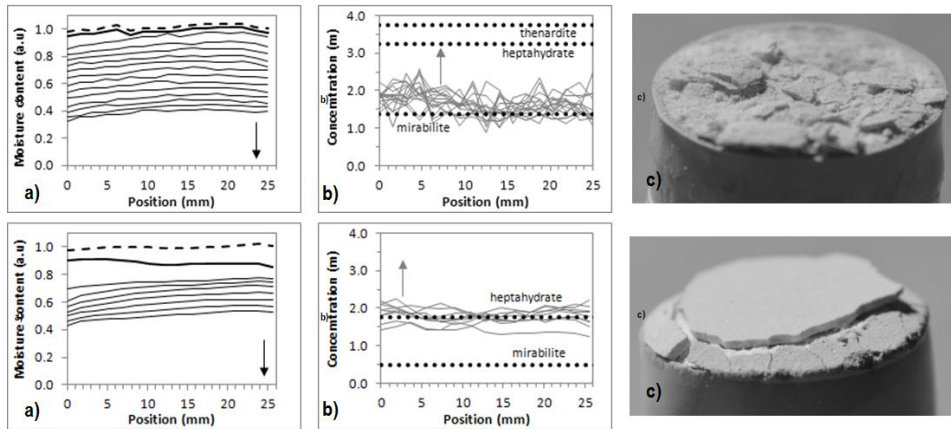 Moisture content (a.u)
1.0
0.8
0.6
0.4
0.2
0.0
0 5 10 15 20 25
Position (mm)
a)
Concentration (m)
4.0
3.0
2.0
1.0
0.0
thenardite
heptahydrate
mirabilite
0 5 10 15 20 25
Position (mm)
b)
b)
c)
c)
Moisture content (a.u)
1.0
0.8
0.6
0.4
0.2
0.0
0 5 10 15 20 25
Position (mm)
a)
Concentration (m)
4.0
3.0
2.0
1.0
0.0
heptahydrate
mirabilite
0 5 10 15 20 25
Position (mm)
b)
b)
c)
c)